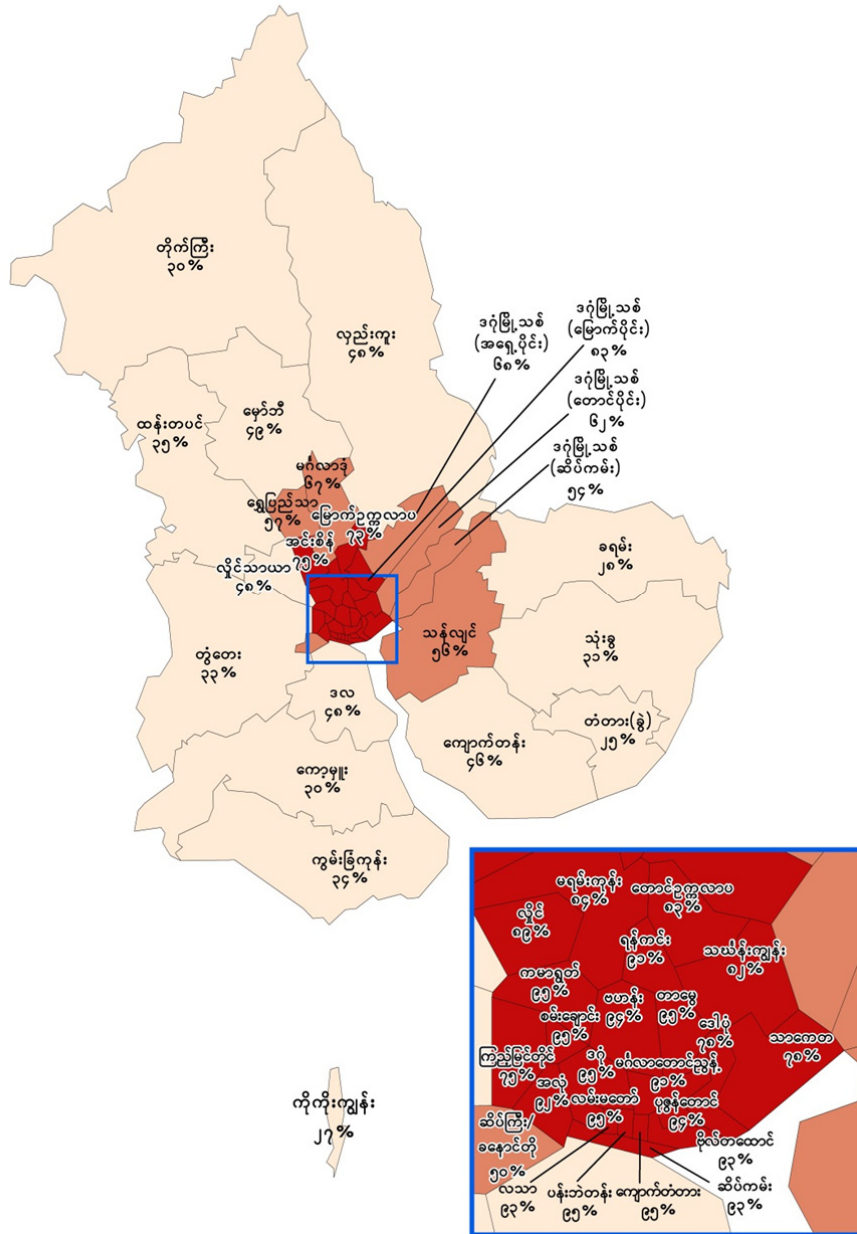 တိုက်ကြီး
၃၀%
လှည်းကူး
၄၈%
ဒဂုံမြို့သစ်
(အရှေ့ပိုင်း)
၆၈%
ဒဂုံမြို့သစ်
(မြောက်ပိုင်း)
၈၃%
ဒဂုံမြို့သစ်
(တောင်ပိုင်း)
၆၂%
ဒဂုံမြို့သစ်
(ဆိပ်ကမ်း)
၅၄%
ထန်းတပင်
၃၅%
မှော်ဘီ
၄၉%
မင်္ဂလာဒုံ
၆၇%
ရွှေပြည်သာ
၅၇%
မြောက်ဥက္ကလာပ
၇၃%
အင်းစိန်
၇၅%
လှိုင်သာယာ
၄၈%
ခရမ်း
၂၈%
သန်လျင်
၅၆%
သုံးခွ
၃၁%
တွံတေး
၃၃%
ဒလ
၄၈%
တံတား(ခွဲ)
၂၅%
ကျောက်တန်း
၄၆%
ကော့မှူး
၃၀%
ကွမ်းခြံကုန်း
၃၄%
ကိုကိုးကျွန်း
၂၇%
မရမ်းကုန်း
၈၄%
တောင်ဥက္ကလာပ
၈၃%
လှိုင်
၈၉%
ရန်ကင်း
၉၁%
သင်္ဃန်းကျွန်း
၈၂%
ကမာရွတ်
၉၅%
ဗဟန်း
၉၄%
တာမွေ
၉၅%
စမ်းချောင်း
၉၅%
ဒေါပုံ
၇၈%
သာကေတ
၇၈%
ကြည့်မြင်တိုင်
၇၅%
ဒဂုံ
၉၅%
မင်္ဂလာတောင်ညွန့်
၉၁%
အလုံ
၉၂%
လမ်းမတော်
၉၅%
ပုဇွန်တောင်
၉၄%
ဆိပ်ကြီး/
ခနောင်တို
၅၀%
ဗိုလ်တထောင်
၉၃%
လသာ
၉၃%
ပန်းဘဲတန်း
၉၅%
ကျောက်တံတား
၉၅%
ဆိပ်ကမ်း
၉၃%